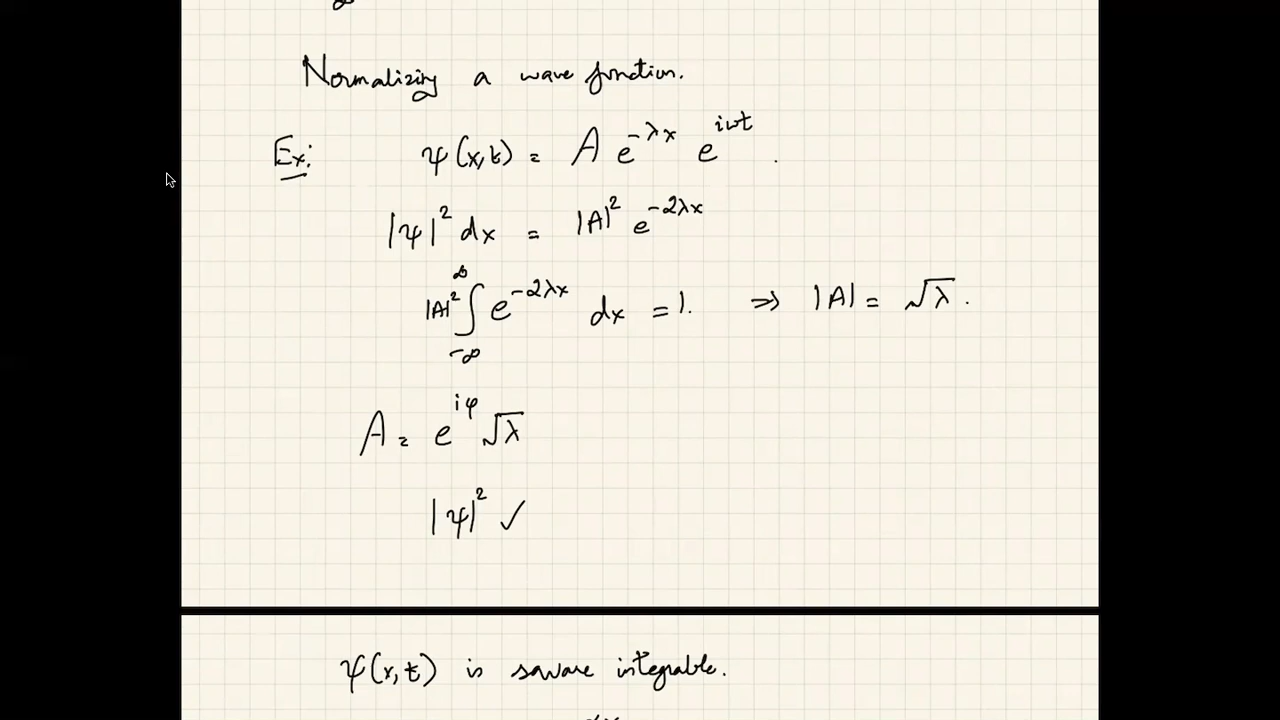 Normalizing a wave function.
Ex: ψ(x,t) = A e^{-λx} e^{iωt}.
|ψ|² dx = |A|² e^{-2λx}
|A|² ∫_{-∞}^{∞} e^{-2λx} dx = 1. ⇒ |A| = √λ.
A = e^{iφ} √λ
|ψ|² ✓
ψ(x,t) is square integrable.